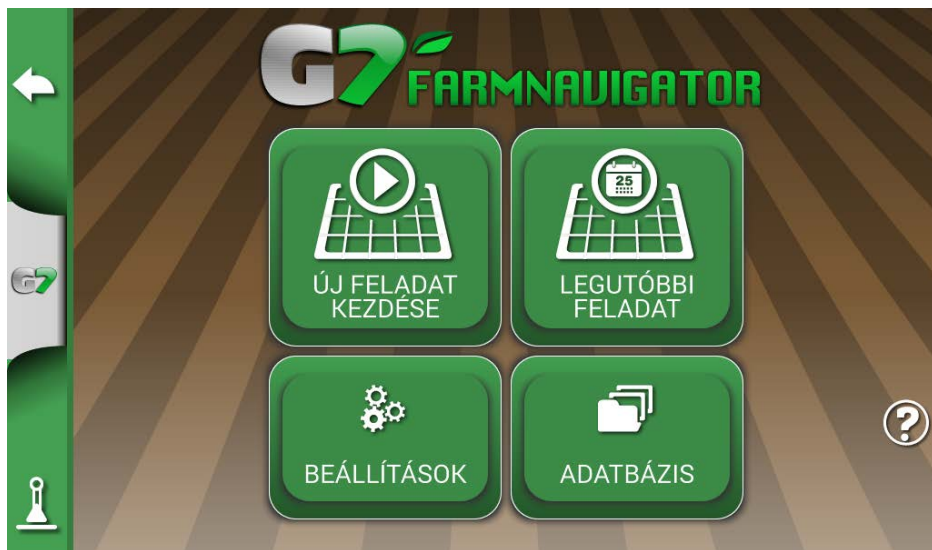 G7 FARMNAVIGATOR
ÚJ FELADAT
KEZDÉSE
25
LEGUTÓBBI
FELADAT
G7
BEÁLLÍTÁSOK
ADATBÁZIS
?